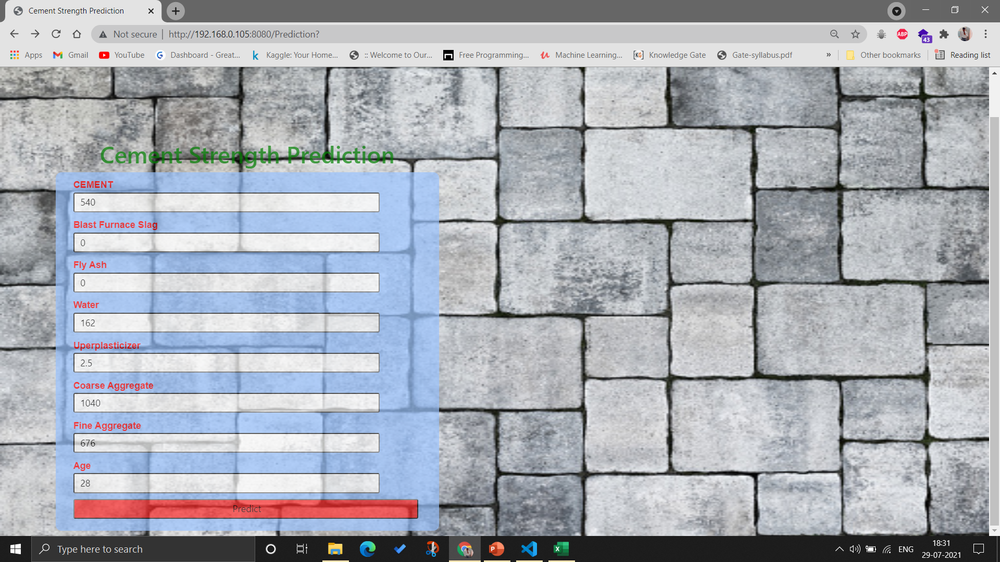 Cement Strength Prediction
Not secure | http://192.168.0.105:8080/Prediction?
ABP
43
Apps
Gmail
YouTube
G Dashboard - Great...
k Kaggle: Your Home...
:: Welcome to Our...
Free Programming...
Machine Learning...
KG Knowledge Gate
Gate-syllabus.pdf
»
Other bookmarks
Reading list
Cement Strength Prediction
CEMENT
540
Blast Furnace Slag
0
Fly Ash
0
Water
162
Uperplasticizer
2.5
Coarse Aggregate
1040
Fine Aggregate
676
Age
28
Predict
Type here to search
ENG
18:31
29-07-2021